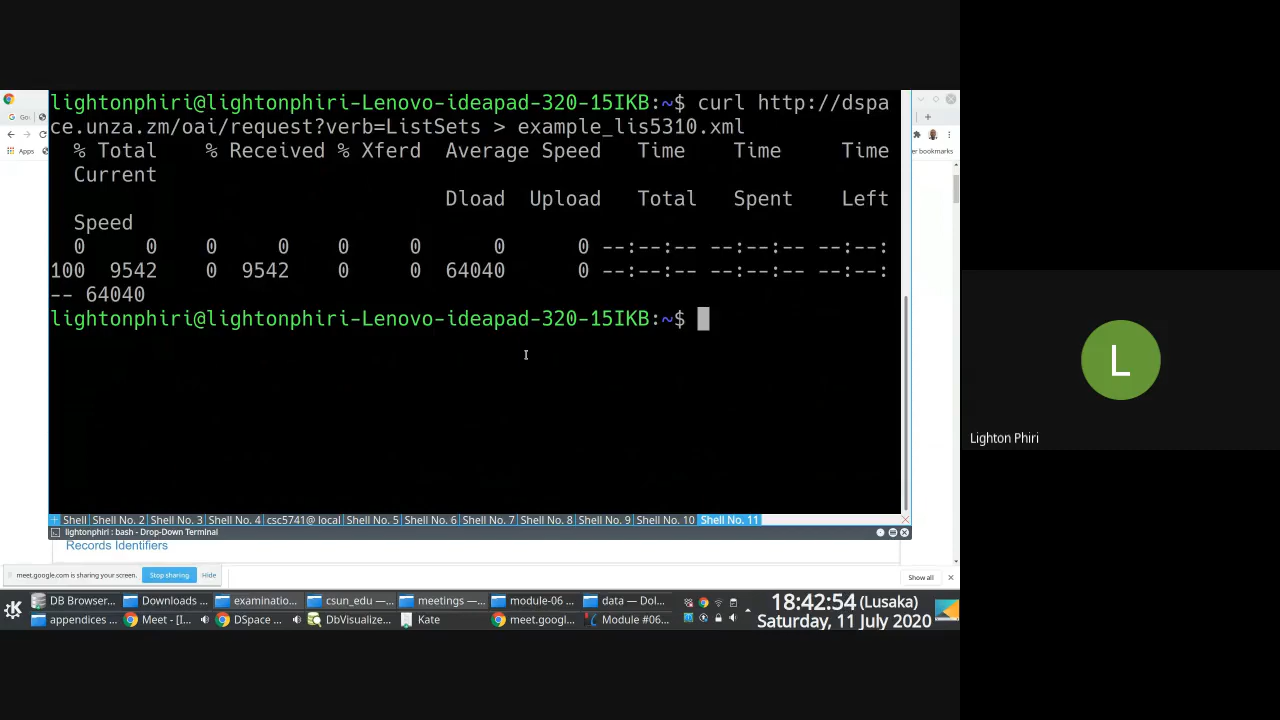 lightonphiri@lightonphiri-Lenovo-ideapad-320-15IKB:~$ curl http://dspa
ce.unza.zm/oai/request?verb=ListSets > example_lis5310.xml
% Total % Received % Xferd Average Speed Time Time Time
Current
Dload Upload Total Spent Left
Speed
0 0 0 0 0 0 0 0 --:--:-- --:--:-- --:--:
100 9542 0 9542 0 0 64040 0 --:--:-- --:--:-- --:--:
-- 64040
lightonphiri@lightonphiri-Lenovo-ideapad-320-15IKB:~$
Apps
er bookmarks
L
Lighton Phiri
+ Shell Shell No. 2 Shell No. 3 Shell No. 4 csc5741@ local Shell No. 5 Shell No. 6 Shell No. 7 Shell No. 8 Shell No. 9 Shell No. 10 Shell No. 11
lightonphiri : bash - Drop-Down Terminal
Records Identifiers
meet.google.com is sharing your screen. Stop sharing Hide Show all
DB Browser... Downloads ... examinatio... csun_edu —... meetings —... module-06 ... data — Dol... 18:42:54 (Lusaka)
appendices ... Meet - [I... DSpace ... DbVisualize... Kate meet.googl... Module #06... Saturday, 11 July 2020